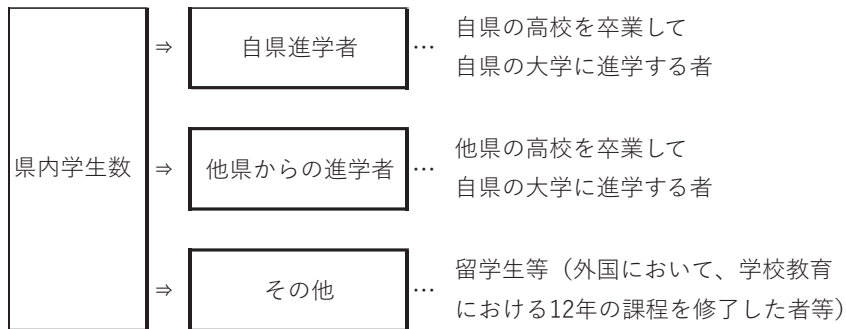 県内学生数
⇒ 自県進学者 … 自県の高校を卒業して
自県の大学に進学する者
⇒ 他県からの進学者 … 他県の高校を卒業して
自県の大学に進学する者
⇒ その他 … 留学生等（外国において、学校教育
における12年の課程を修了した者等）